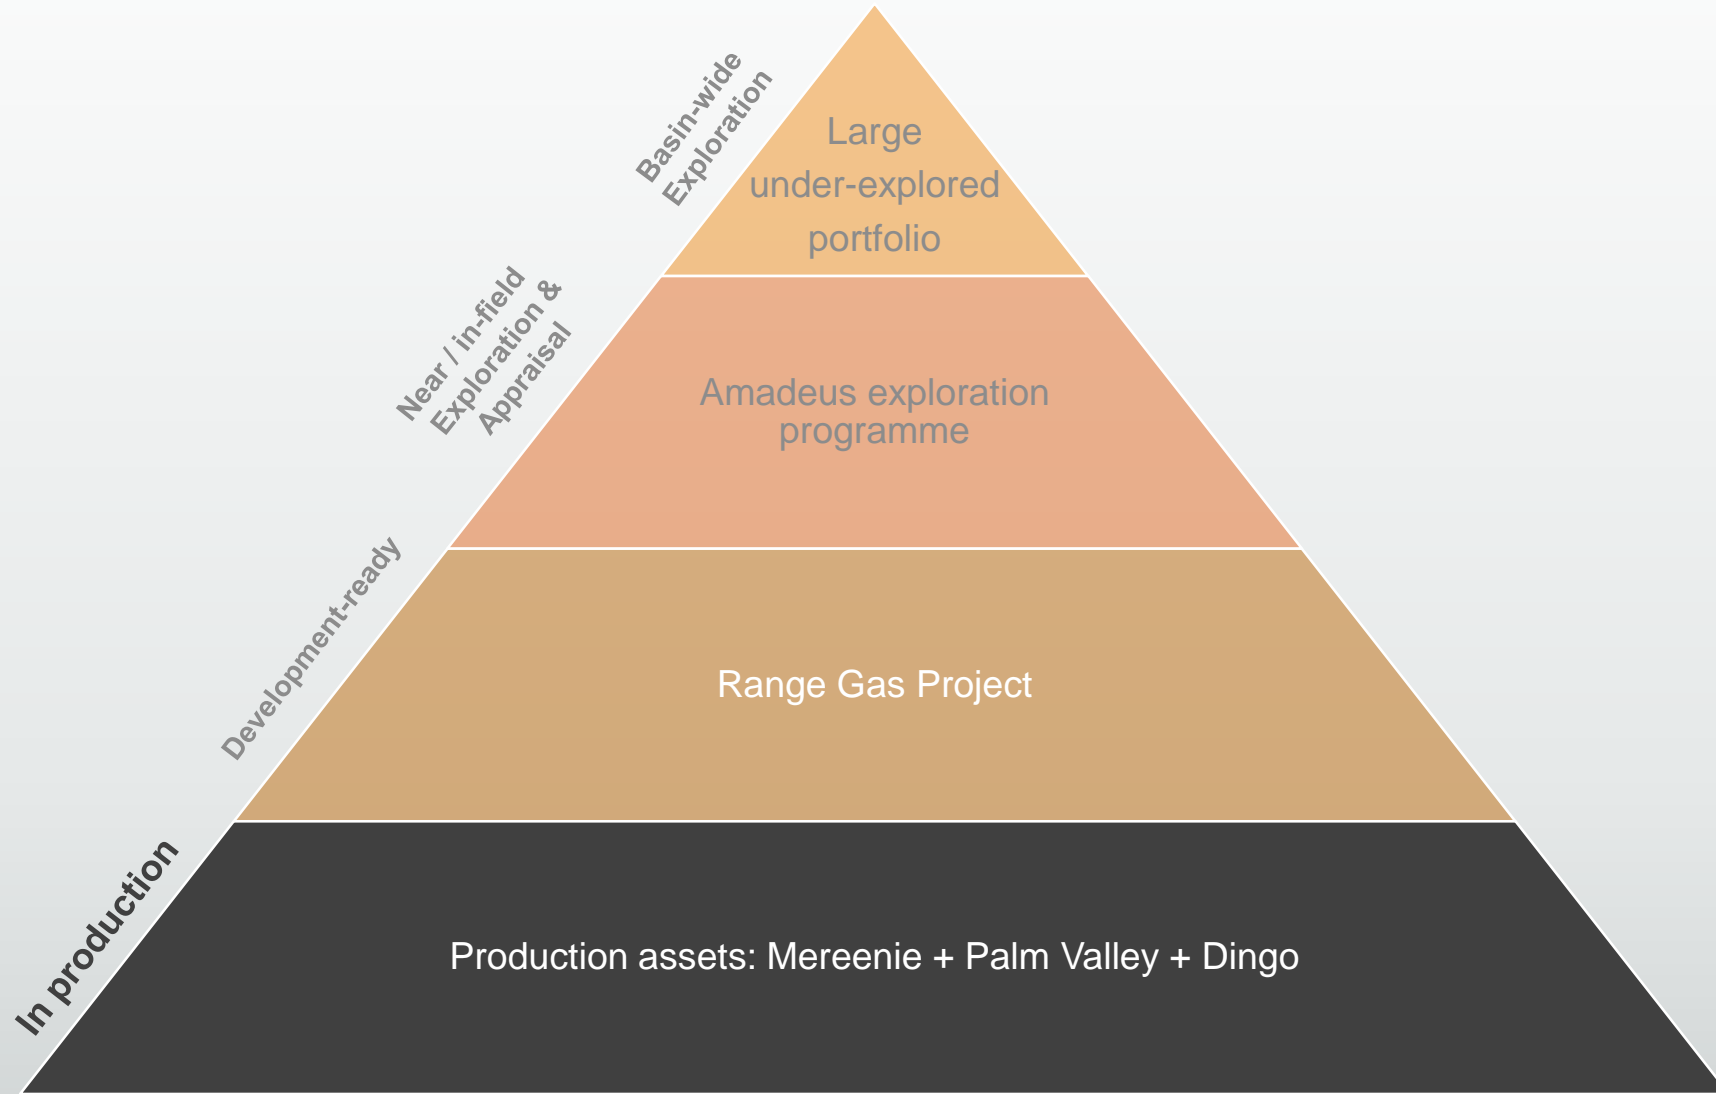 Basin-wide
Exploration
Large
under-explored
portfolio
Near / in-field
Exploration &
Appraisal
Amadeus exploration
programme
Development-ready
Range Gas Project
In production
Production assets: Mereenie + Palm Valley + Dingo